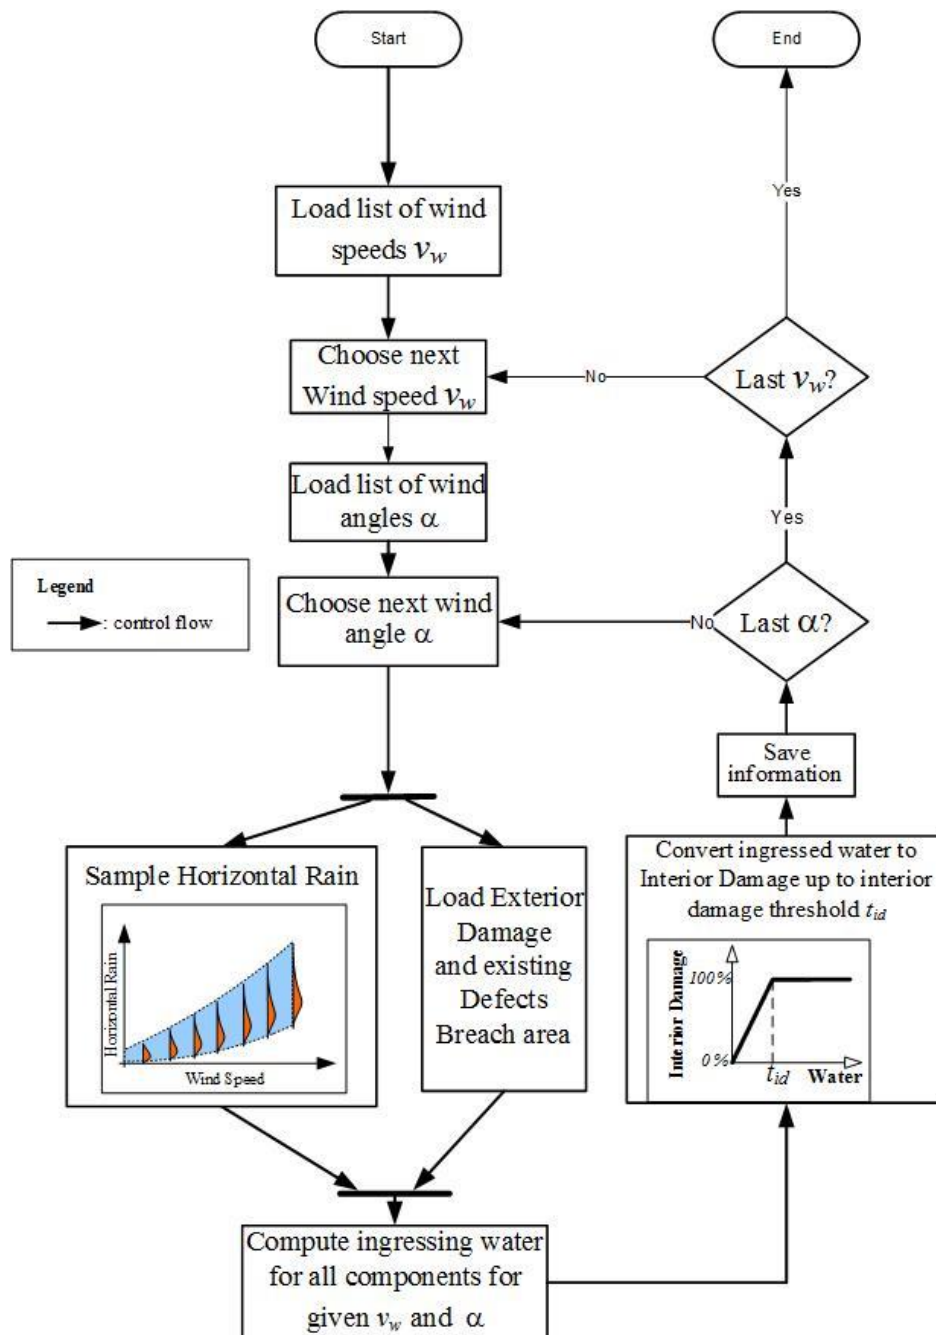 Start
End
Load list of wind
speeds v_w
Yes
Choose next
Wind speed v_w
No
Last v_w?
Load list of wind
angles α
Yes
Legend
: control flow
Choose next wind
angle α
No
Last α?
Save
information
Sample Horizontal Rain
Horizontal Rain
Wind Speed
Load Exterior
Damage
and existing
Defects
Breach area
Convert ingressed water to
Interior Damage up to interior
damage threshold t_id
Interior Damage
100%
0%
t_id
Water
Compute ingressing water
for all components for
given v_w and α